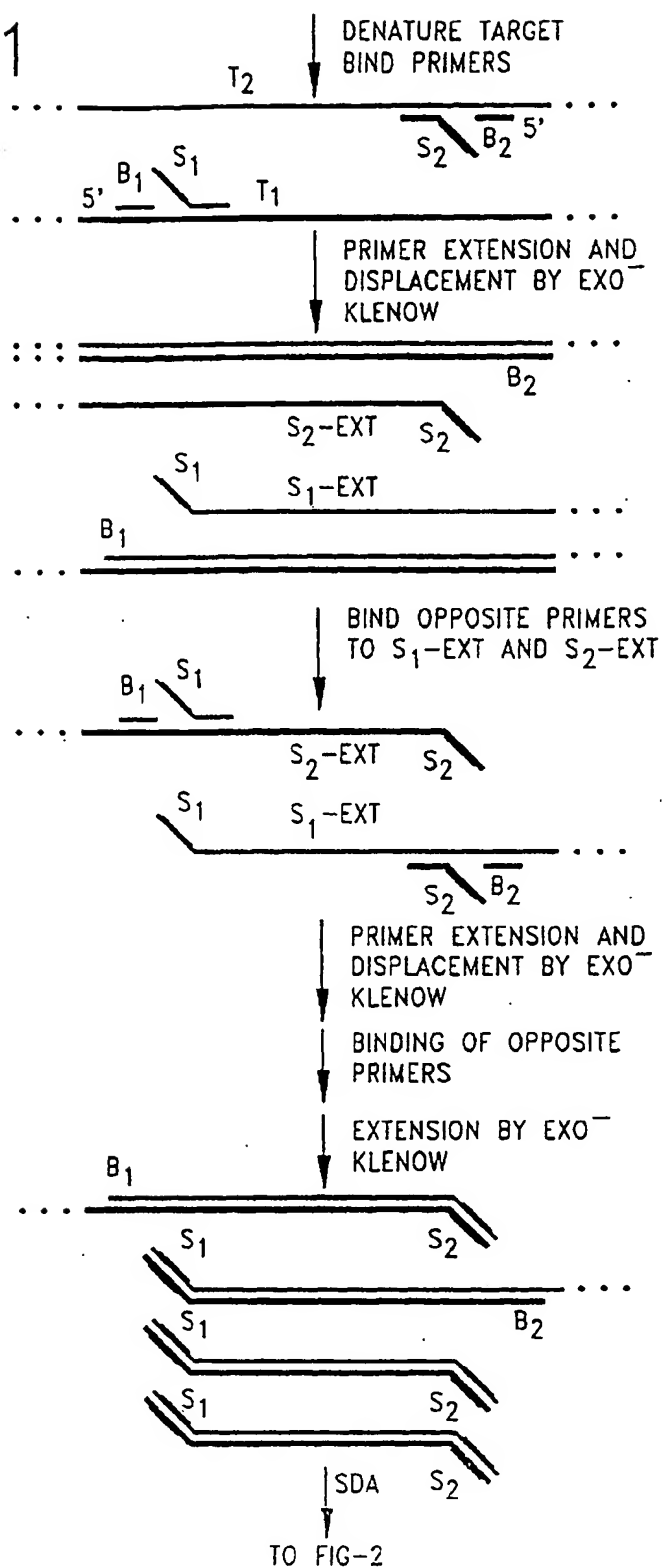 1
DENATURE TARGET
BIND PRIMERS
T2
S2 B2 5'
5' B1 S1 T1
PRIMER EXTENSION AND
DISPLACEMENT BY EXO⁻
KLENOW
B2
S2-EXT S2
S1 S1-EXT
B1
BIND OPPOSITE PRIMERS
TO S1-EXT AND S2-EXT
B1 S1
S2-EXT S2
S1 S1-EXT
S2 B2
PRIMER EXTENSION AND
DISPLACEMENT BY EXO⁻
KLENOW
BINDING OF OPPOSITE
PRIMERS
EXTENSION BY EXO⁻
KLENOW
B1
S1 S2
S1 B2
S1 S2
SDA S2
TO FIG-2